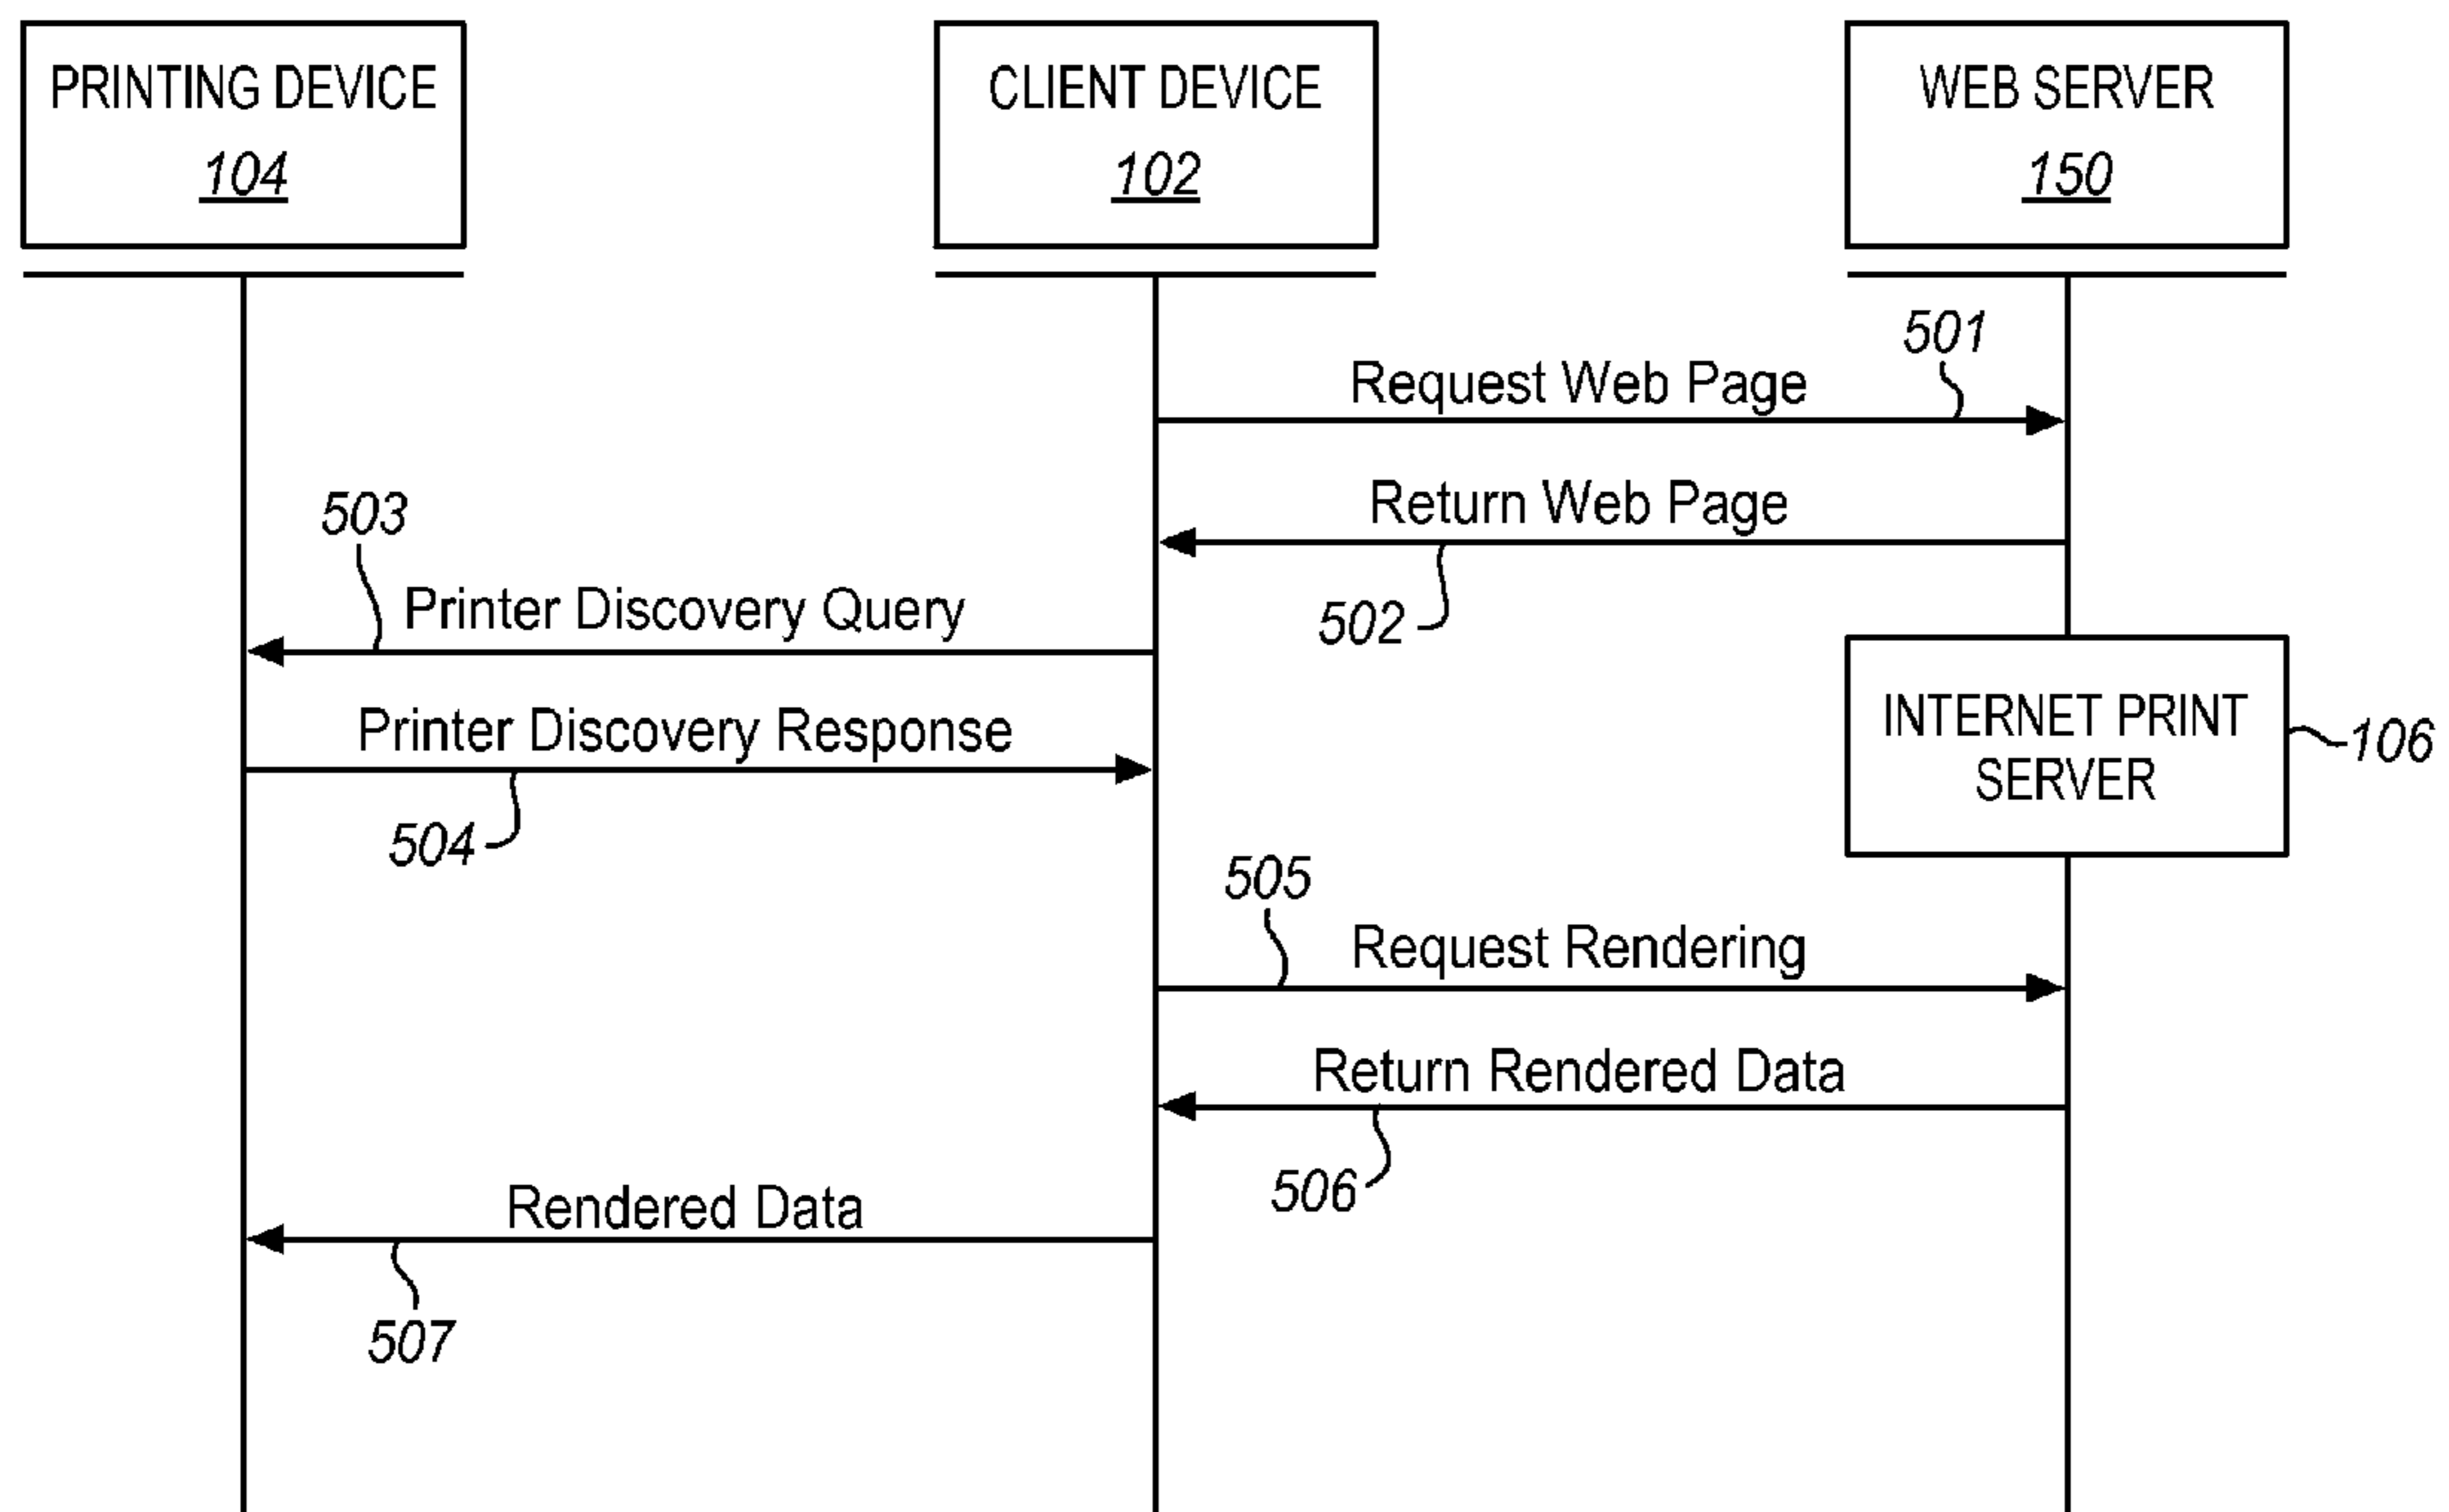 PRINTING DEVICE
104
CLIENT DEVICE
102
WEB SERVER
150
501
Request Web Page
Return Web Page
502
503
Printer Discovery Query
Printer Discovery Response
504
INTERNET PRINT
SERVER
106
505
Request Rendering
Return Rendered Data
506
Rendered Data
507